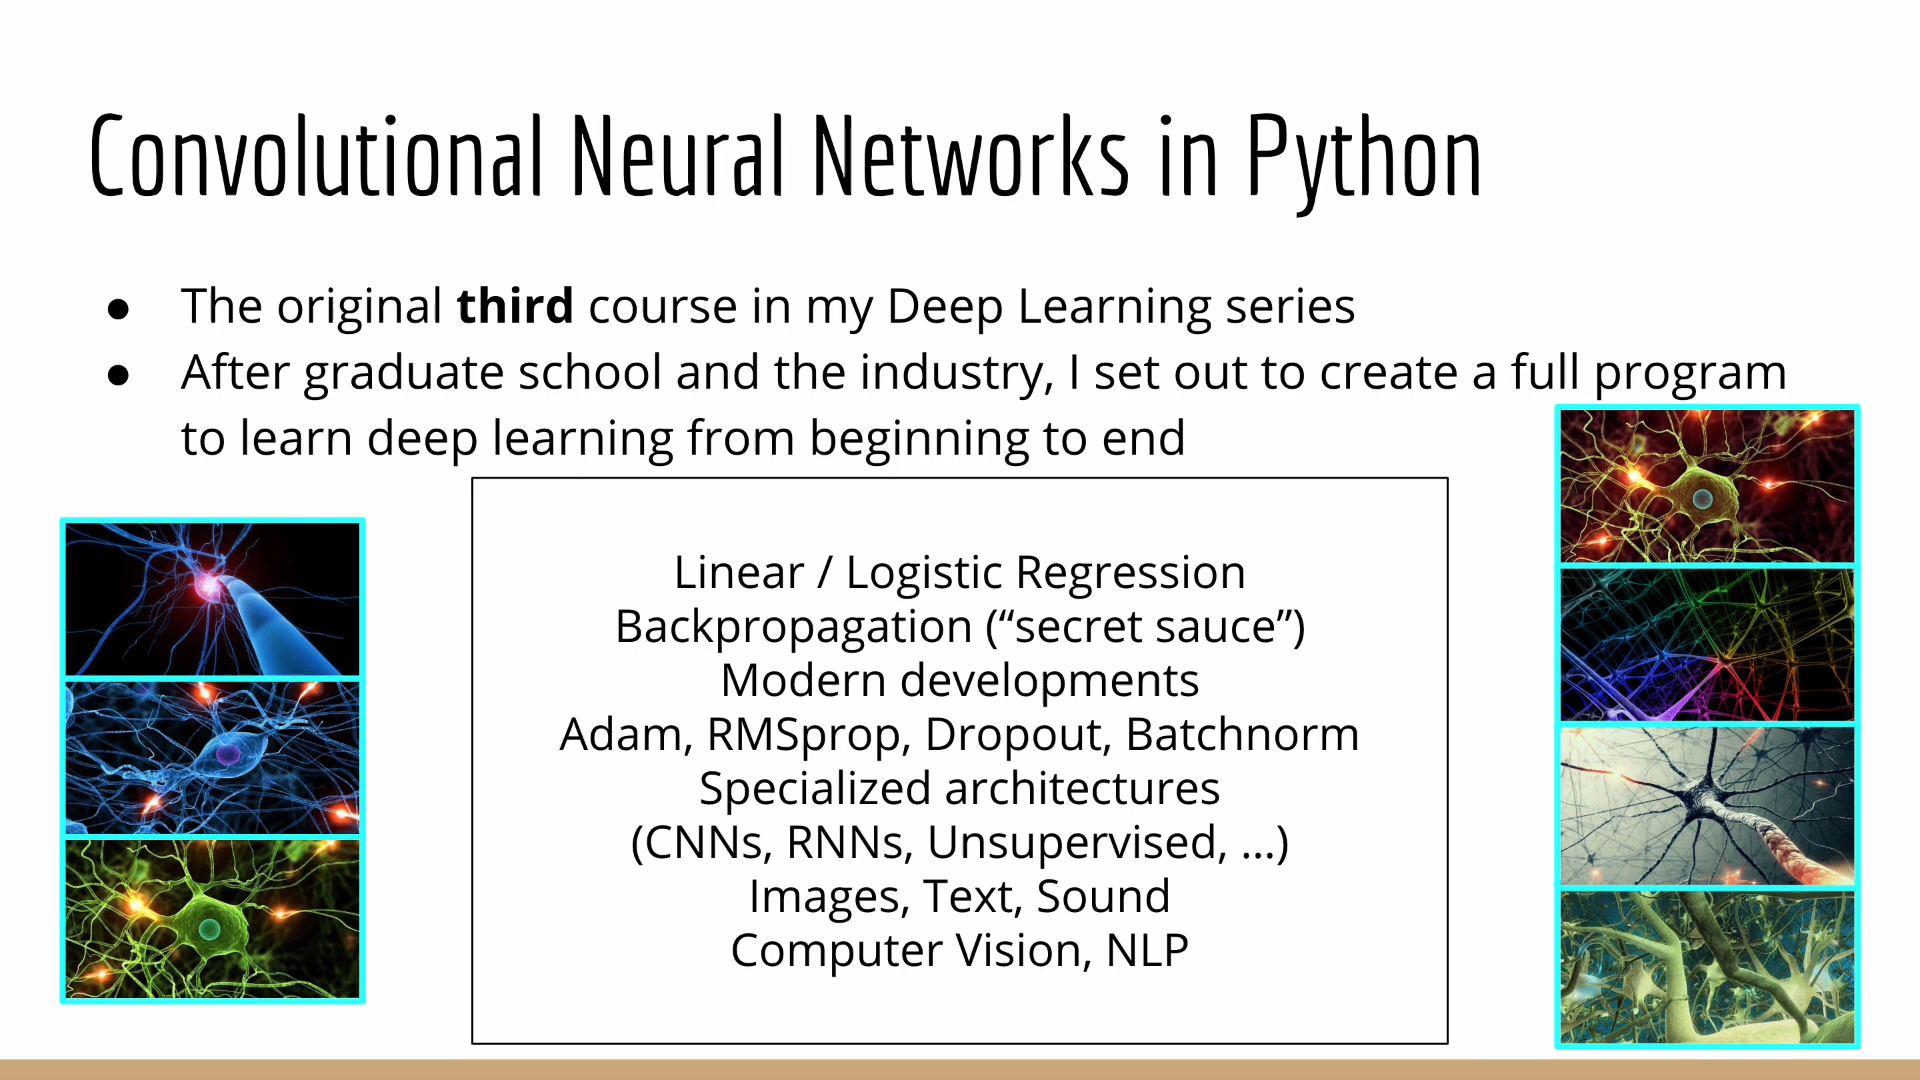 Convolutional Neural Networks in Python
● The original third course in my Deep Learning series
● After graduate school and the industry, I set out to create a full program
to learn deep learning from beginning to end
Linear / Logistic Regression
Backpropagation (“secret sauce”)
Modern developments
Adam, RMSprop, Dropout, Batchnorm
Specialized architectures
(CNNs, RNNs, Unsupervised, ...)
Images, Text, Sound
Computer Vision, NLP